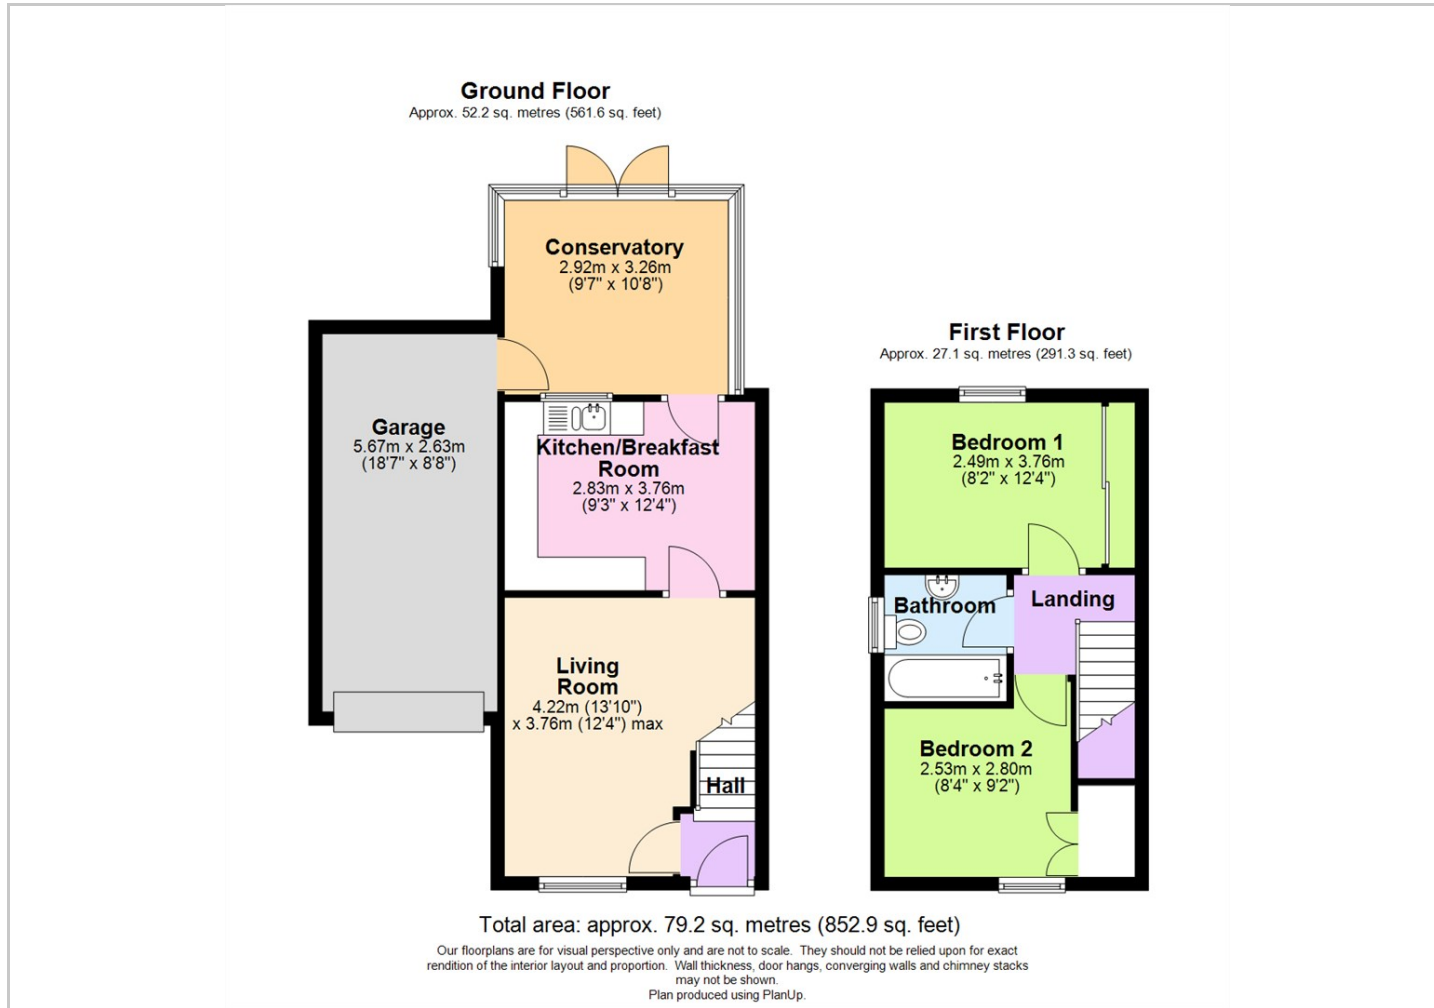 Ground Floor
Approx. 52.2 sq. metres (561.6 sq. feet)
Conservatory
2.92m x 3.26m
(9'7" x 10'8")
Garage
5.67m x 2.63m
(18'7" x 8'8")
Kitchen/Breakfast
Room
2.83m x 3.76m
(9'3" x 12'4")
Living
Room
4.22m (13'10")
x 3.76m (12'4") max
Hall
First Floor
Approx. 27.1 sq. metres (291.3 sq. feet)
Bedroom 1
2.49m x 3.76m
(8'2" x 12'4")
Bathroom
Landing
Bedroom 2
2.53m x 2.80m
(8'4" x 9'2")
Total area: approx. 79.2 sq. metres (852.9 sq. feet)
Our floorplans are for visual perspective only and are not to scale. They should not be relied upon for exact
rendition of the interior layout and proportion. Wall thickness, door hangs, converging walls and chimney stacks
may not be shown.
Plan produced using PlanUp.